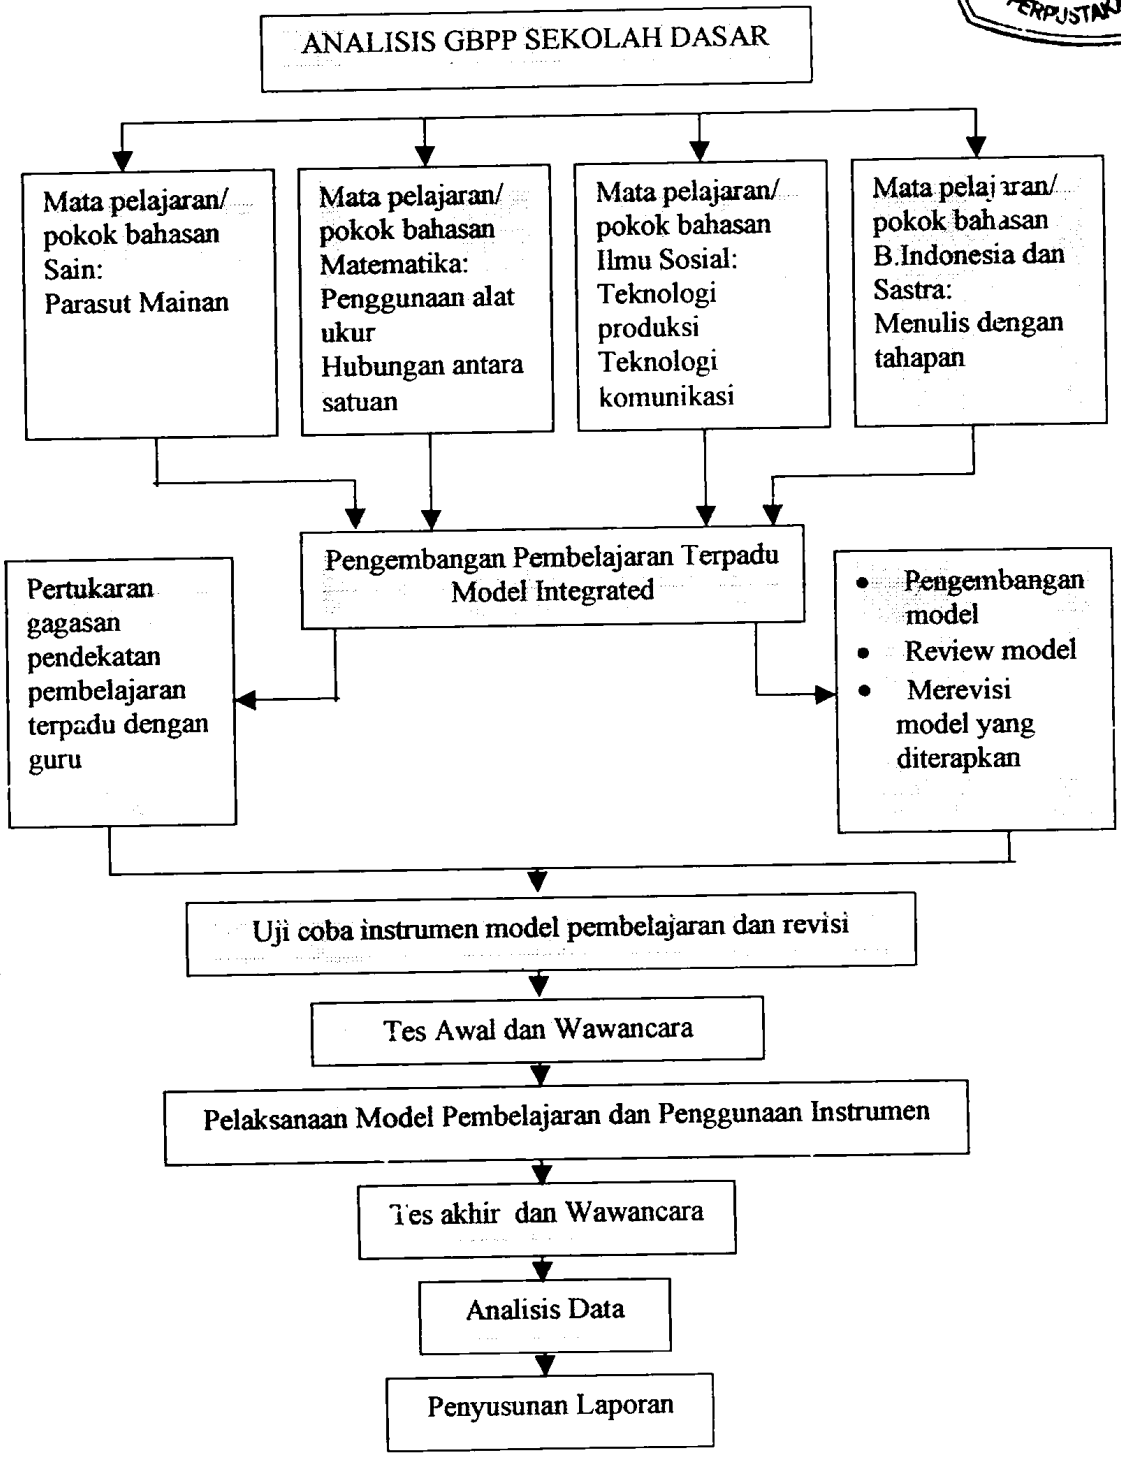 PERPUSTAKA
ANALISIS GBPP SEKOLAH DASAR
Mata pelajaran/
pokok bahasan
Sain:
Parasut Mainan
Mata pelajaran/
pokok bahasan
Matematika:
Penggunaan alat
ukur
Hubungan antara
satuan
Mata pelajaran/
pokok bahasan
Ilmu Sosial:
Teknologi
produksi
Teknologi
komunikasi
Mata pelajaran/
pokok bahasan
B.Indonesia dan
Sastra:
Menulis dengan
tahapan
Pengembangan Pembelajaran Terpadu
Model Integrated
Pertukaran
gagasan
pendekatan
pembelajaran
terpadu dengan
guru
• Pengembangan
model
• Review model
• Merevisi
model yang
diterapkan
Uji coba instrumen model pembelajaran dan revisi
Tes Awal dan Wawancara
Pelaksanaan Model Pembelajaran dan Penggunaan Instrumen
Tes akhir dan Wawancara
Analisis Data
Penyusunan Laporan